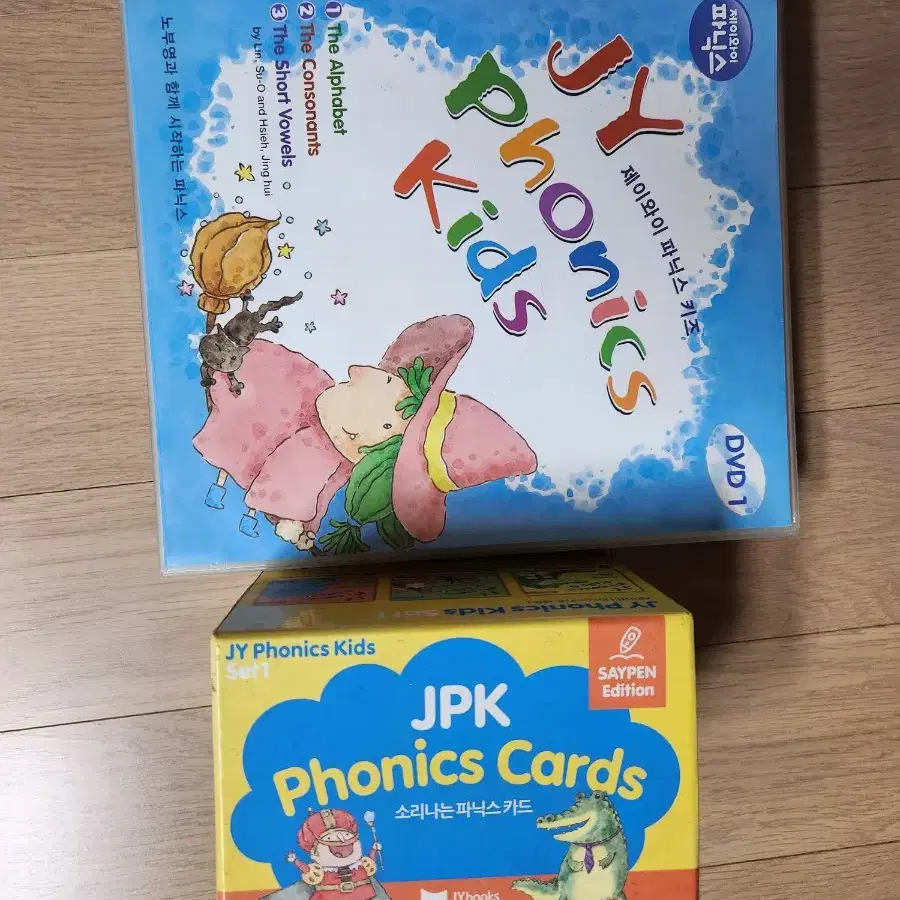 제이와이
파닉스
JY
Phonics
Kids
제이와이 파닉스 키즈
DVD 1
1 The Alphabet
2 The Consonants
3 The Short Vowels
by Lin, Su-O and Hsieh, Jing hui
노부영과 함께 시작하는 파닉스
JY Phonics Kids Set 1
JY Phonics Kids
Set 1
SAYPEN
Edition
JPK
Phonics Cards
소리나는 파닉스 카드
JYbooks